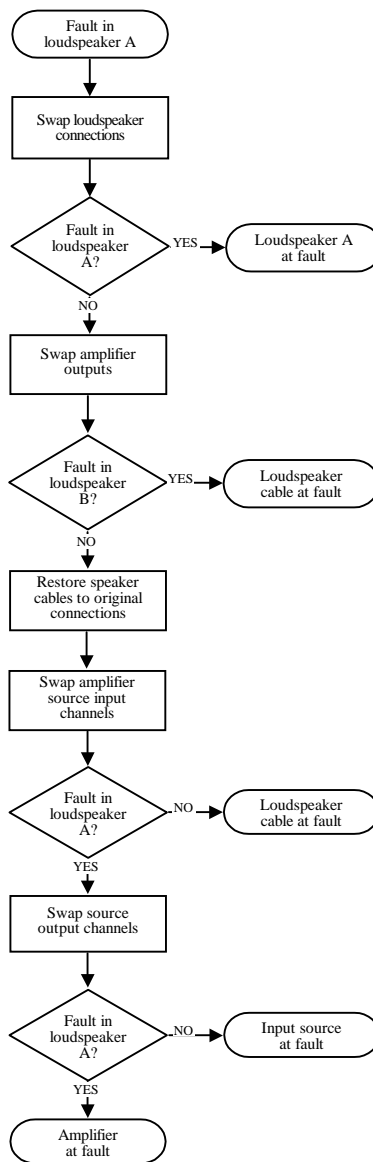 Fault in
loudspeaker A
Swap loudspeaker
connections
Fault in
loudspeaker
A?
YES
Loudspeaker A
at fault
NO
Swap amplifier
outputs
Fault in
loudspeaker
B?
YES
Loudspeaker
cable at fault
NO
Restore speaker
cables to original
connections
Swap amplifier
source input
channels
Fault in
loudspeaker
A?
NO
Loudspeaker
cable at fault
YES
Swap source
output channels
Fault in
loudspeaker
A?
NO
Input source
at fault
YES
Amplifier
at fault